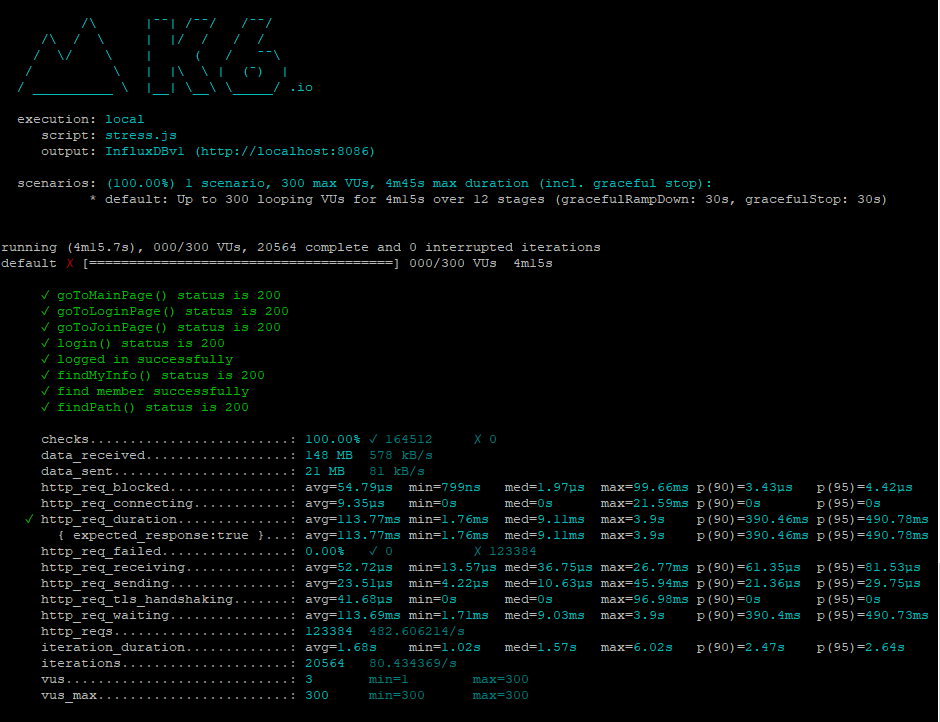 /\      |‾‾| /‾‾/   /‾‾/
/\  /  \     |  |/  /   /  /
/  \/    \    |     (   /   ‾‾\
/          \   |  |\  \ |  (‾)  |
/ __________ \  |__| \__\ \_____/ .io
execution: local
script: stress.js
output: InfluxDBv1 (http://localhost:8086)
scenarios: (100.00%) 1 scenario, 300 max VUs, 4m45s max duration (incl. graceful stop):
* default: Up to 300 looping VUs for 4m15s over 12 stages (gracefulRampDown: 30s, gracefulStop: 30s)
running (4m15.7s), 000/300 VUs, 20564 complete and 0 interrupted iterations
default ✗ [======================================] 000/300 VUs  4m15s
✓ goToMainPage() status is 200
✓ goToLoginPage() status is 200
✓ goToJoinPage() status is 200
✓ login() status is 200
✓ logged in successfully
✓ findMyInfo() status is 200
✓ find member successfully
✓ findPath() status is 200
checks.........................: 100.00% ✓ 164512     ✗ 0
data_received..................: 148 MB  578 kB/s
data_sent......................: 21 MB   81 kB/s
http_req_blocked...............: avg=54.79µs  min=799ns   med=1.97µs  max=99.66ms p(90)=3.43µs   p(95)=4.42µs
http_req_connecting............: avg=9.35µs   min=0s      med=0s      max=21.59ms p(90)=0s       p(95)=0s
✓ http_req_duration..............: avg=113.77ms min=1.76ms  med=9.11ms  max=3.9s    p(90)=390.46ms p(95)=490.78ms
{ expected_response:true }...: avg=113.77ms min=1.76ms  med=9.11ms  max=3.9s    p(90)=390.46ms p(95)=490.78ms
http_req_failed................: 0.00%   ✓ 0          ✗ 123384
http_req_receiving.............: avg=52.72µs  min=13.57µs med=36.75µs max=26.77ms p(90)=61.35µs  p(95)=81.53µs
http_req_sending...............: avg=23.51µs  min=4.22µs  med=10.63µs max=45.94ms p(90)=21.36µs  p(95)=29.75µs
http_req_tls_handshaking.......: avg=41.68µs  min=0s      med=0s      max=96.98ms p(90)=0s       p(95)=0s
http_req_waiting...............: avg=113.69ms min=1.71ms  med=9.03ms  max=3.9s    p(90)=390.4ms  p(95)=490.73ms
http_reqs......................: 123384  482.606214/s
iteration_duration.............: avg=1.68s    min=1.02s   med=1.57s   max=6.02s   p(90)=2.47s    p(95)=2.64s
iterations.....................: 20564   80.434369/s
vus............................: 3       min=1        max=300
vus_max........................: 300     min=300      max=300